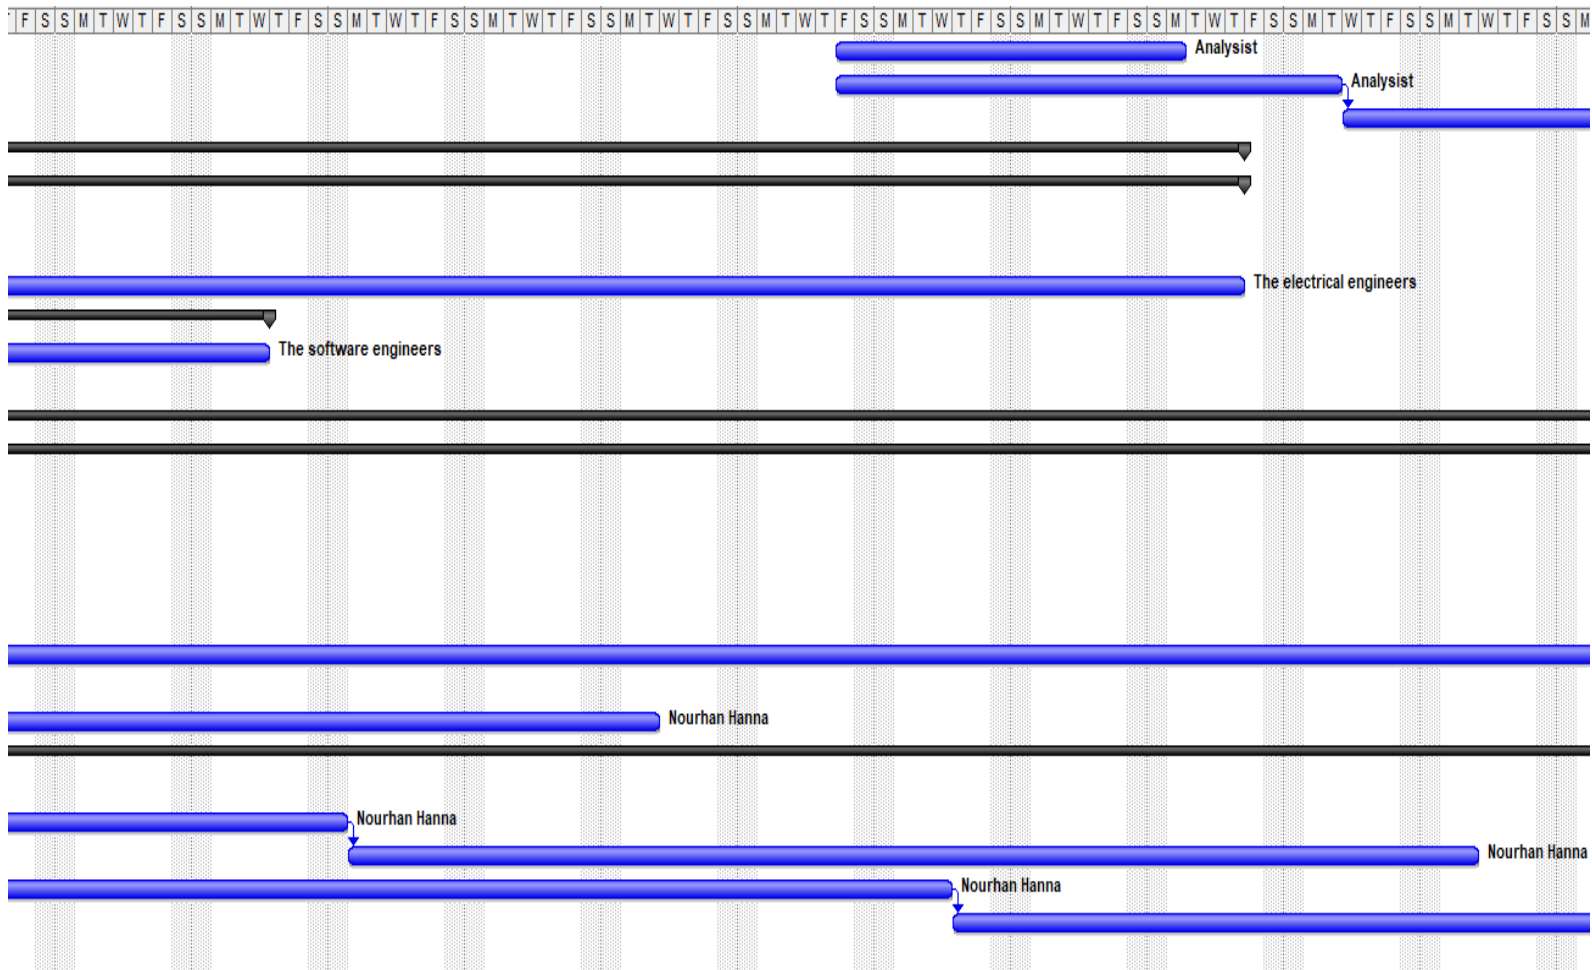 F S S M T W T F S S M T W T F S S M T W T F S S M T W T F S S M T W T F S S M T W T F S S M T W T F S S M T W T F S S M T W T F S S M T W T F S S M T W T F S S M
Analysist
Analysist
The electrical engineers
The software engineers
Nourhan Hanna
Nourhan Hanna
Nourhan Hanna
Nourhan Hanna